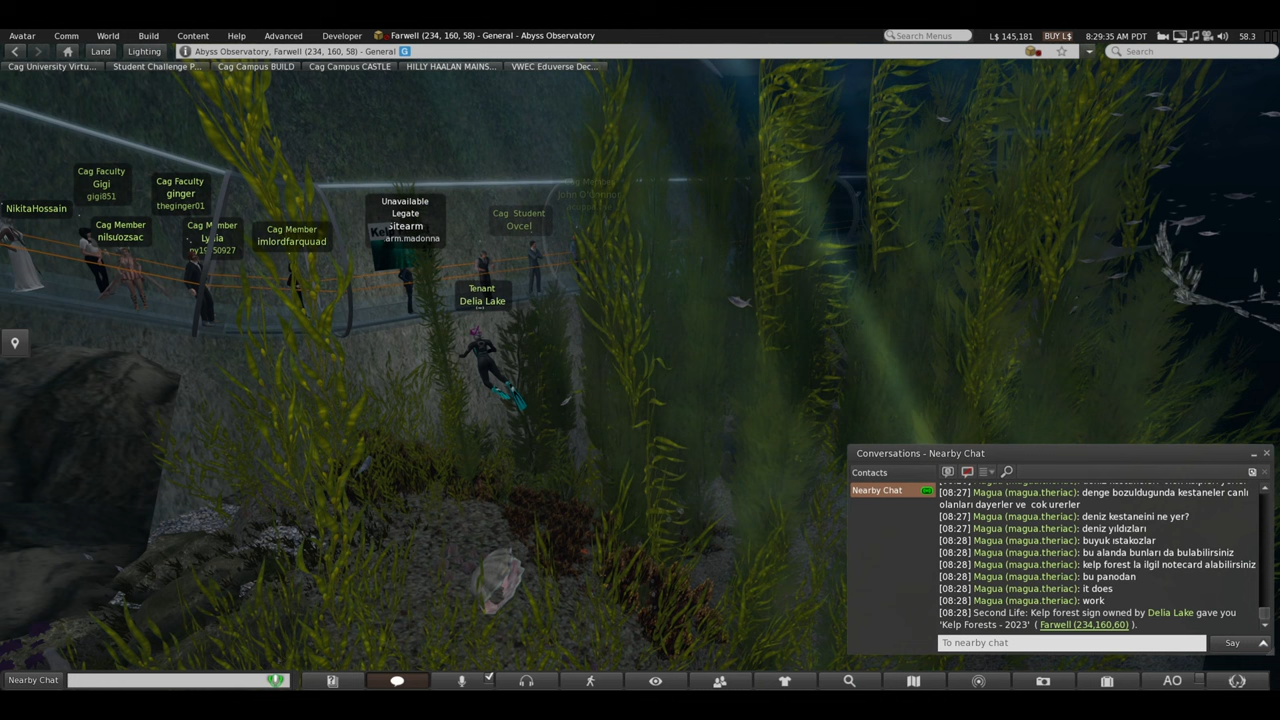 Avatar Comm World Build Content Help Advanced Developer Farwell (234, 160, 58) - General - Abyss Observatory Search Menus L$ 145,181 BUY L$ 8:29:35 AM PDT 58.3
Land Lighting Abyss Observatory, Farwell (234, 160, 58) - General G Search
Cag University Virtu... Student Challenge P... Cag Campus BUILD Cag Campus CASTLE HILLY HAALAN MAINS... VWEC Eduverse Dec...
Cag Faculty
Gigi
gigi851
Cag Faculty
ginger
theginger01
NikitaHossain
Cag Member
nilsu!ozsac
Cag Member
Cag Member
imlordfarquad
Unavailable
Legate
Sitearm
arm.madonna
Cag Student
Ovcel
Tenant
Delia Lake
Conversations - Nearby Chat
Contacts
Nearby Chat
[08:27] Magua (magua.theriac): denge bozuldugunda kestaneler canlı
olanları dayerler ve cok urerler
[08:27] Magua (magua.theriac): deniz kestaneini ne yer?
[08:27] Magua (magua.theriac): deniz yıldızları
[08:28] Magua (magua.theriac): buyuk ıstakozlar
[08:28] Magua (magua.theriac): bu alanda bunları da bulabilirsiniz
[08:28] Magua (magua.theriac): kelp forest la ilgil notecard alabilirsiniz
[08:28] Magua (magua.theriac): bu panodan
[08:28] Magua (magua.theriac): it does
[08:28] Magua (magua.theriac): work
[08:28] Second Life: Kelp forest sign owned by Delia Lake gave you
'Kelp Forests - 2023' ( Farwell (234,160,60) ).
To nearby chat Say
Nearby Chat AO